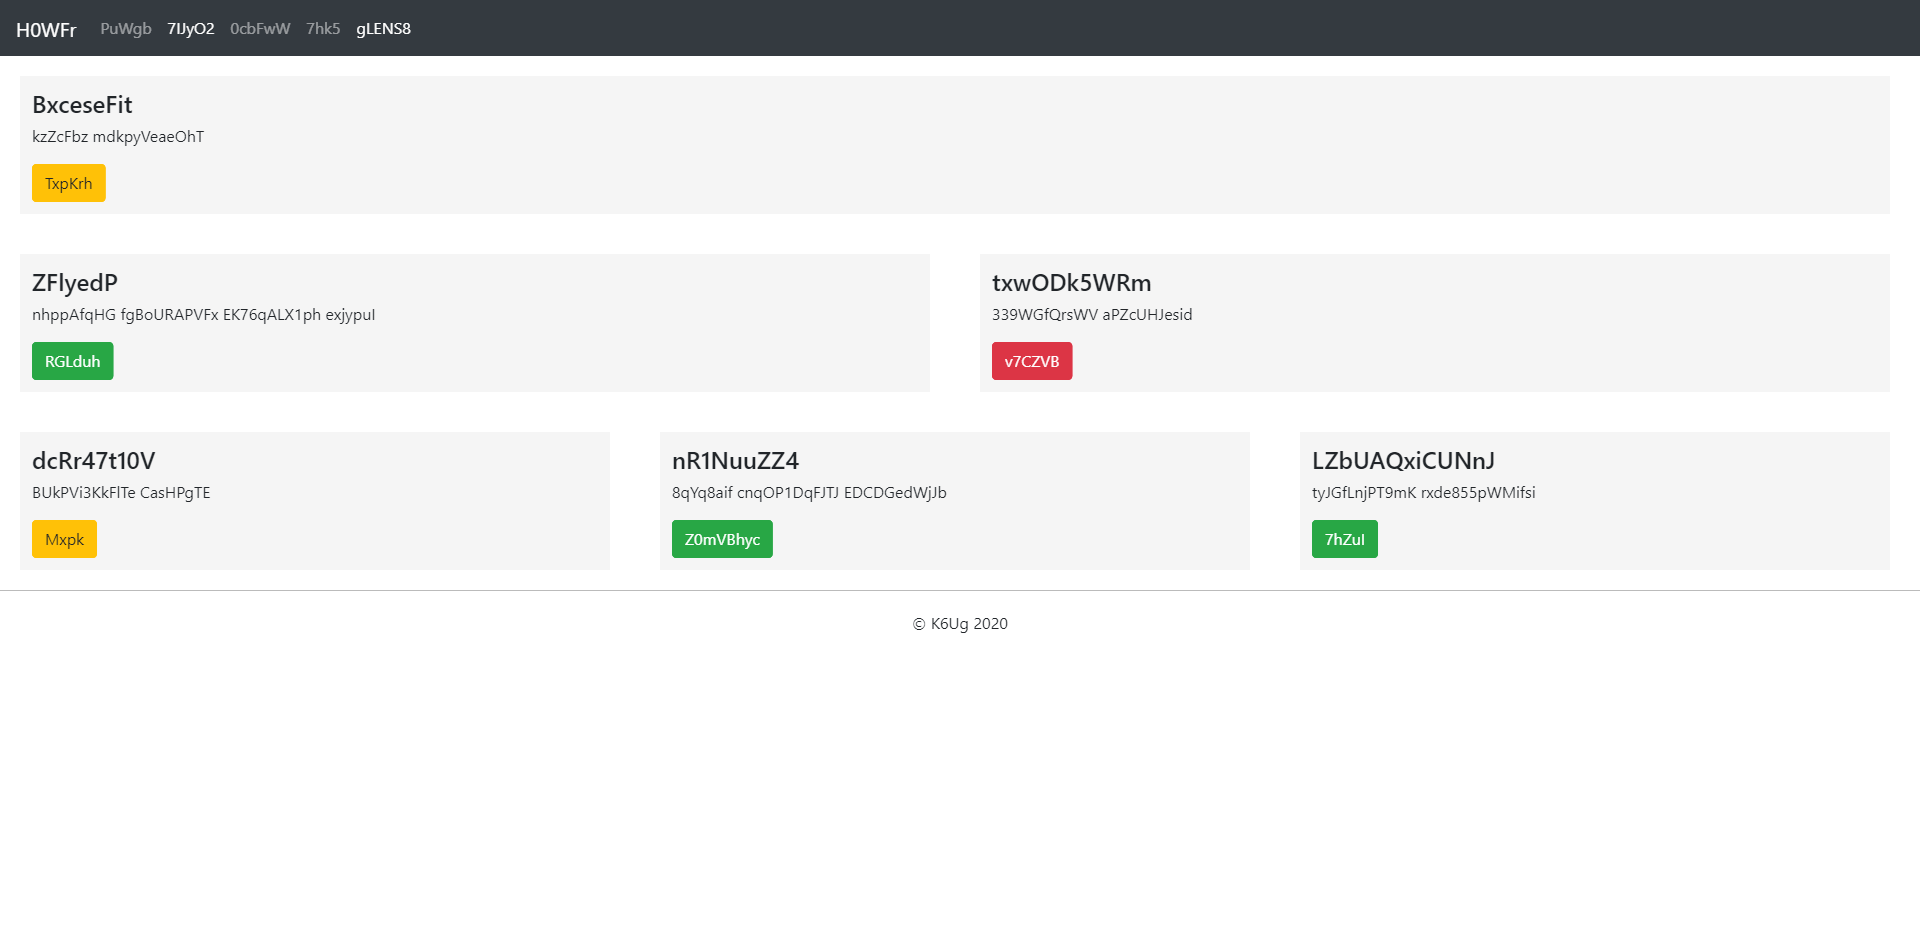 H0WFr PuWgb 7IJyO2 0cbFwW 7hk5 gLENS8
BxceseFit
kzZcFbz mdkpyVeaeOhT
TxpKrh
ZFlyedP
nhppAfqHG fgBoURAPVFx EK76qALX1ph exjypuI
RGLduh
txwODk5WRm
339WGfQrsWV aPZcUHJesid
v7CZVB
dcRr47t10V
BUkPVi3KkFlTe CasHPgTE
Mxpk
nR1NuuZZ4
8qYq8aif cnqOP1DqFJTJ EDCDGedWjJb
Z0mVBhyc
LZbUAQxiCUNnJ
tyJGfLnjPT9mK rxde855pWMifsi
7hZul
© K6Ug 2020